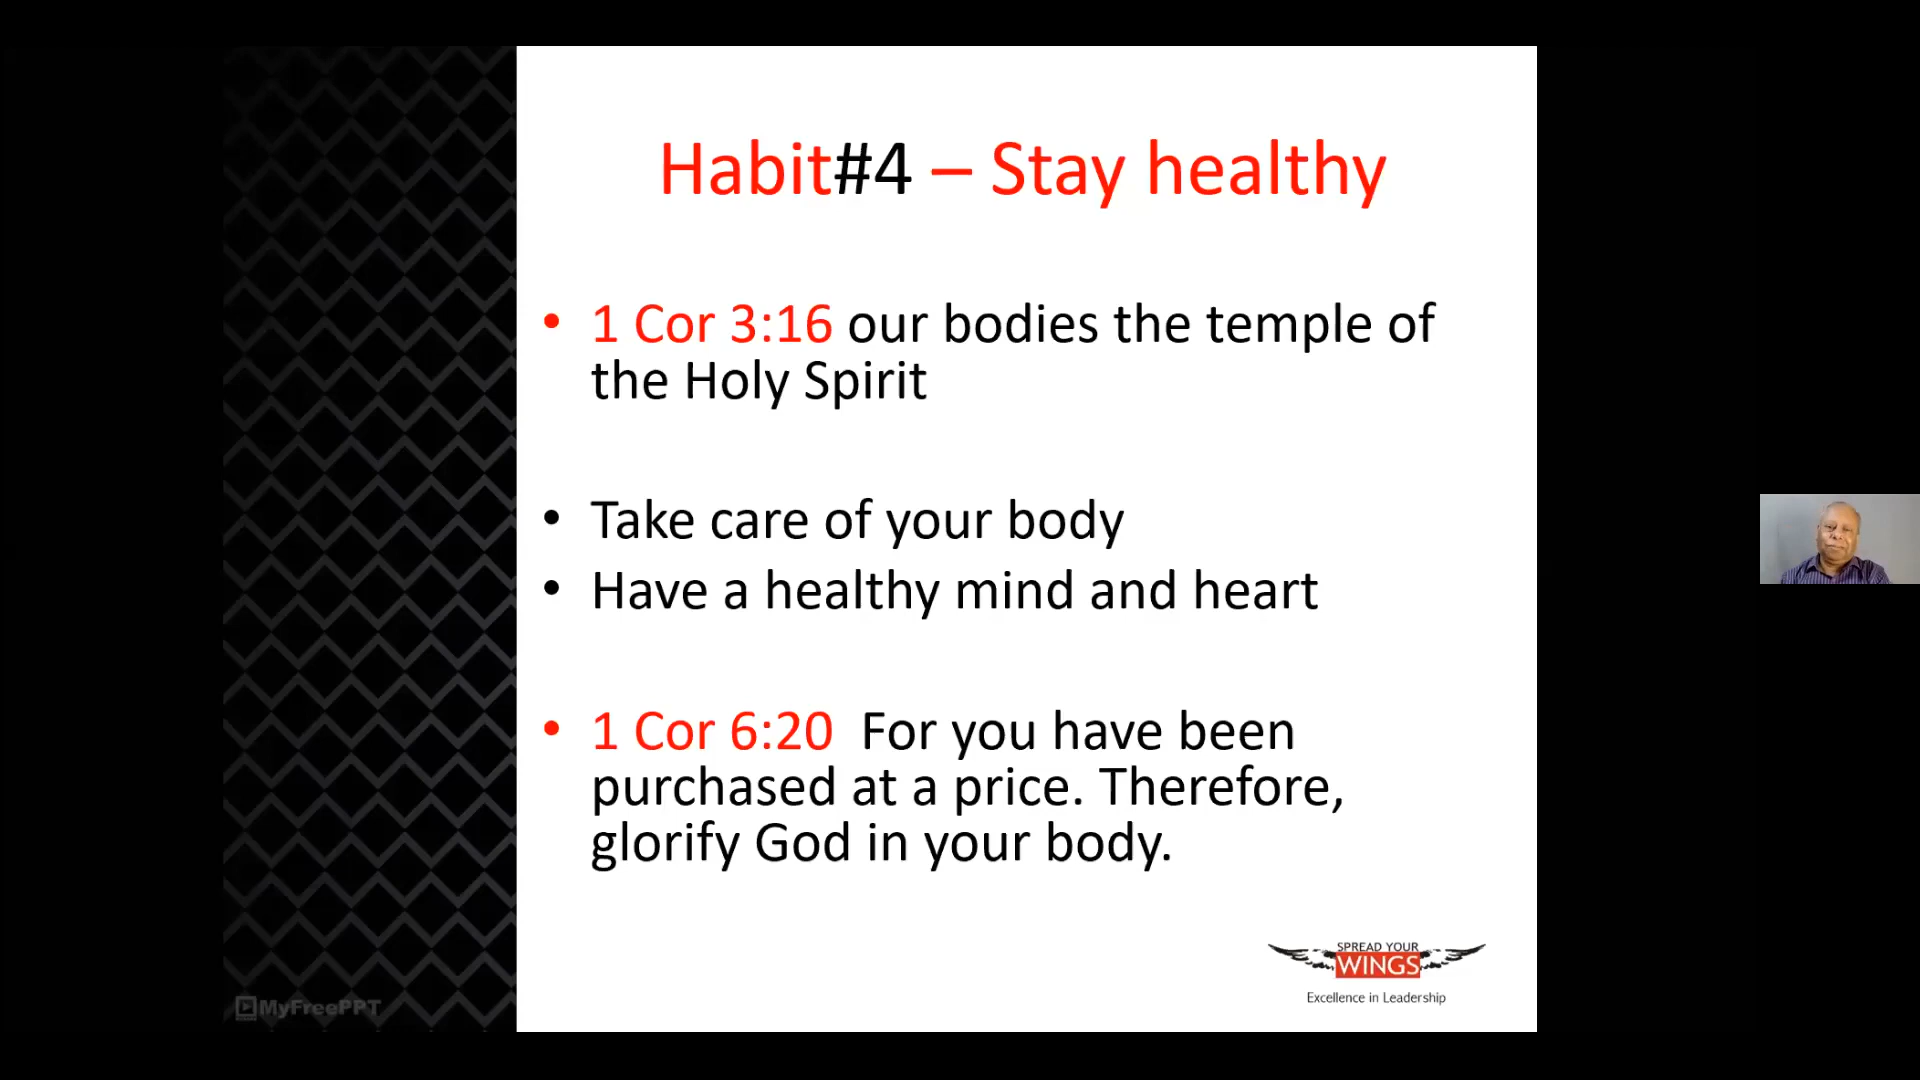 Habit#4 – Stay healthy
• 1 Cor 3:16 our bodies the temple of
the Holy Spirit
• Take care of your body
• Have a healthy mind and heart
• 1 Cor 6:20  For you have been
purchased at a price. Therefore,
glorify God in your body.
SPREAD YOUR
WINGS
Excellence in Leadership
MyFreePPT